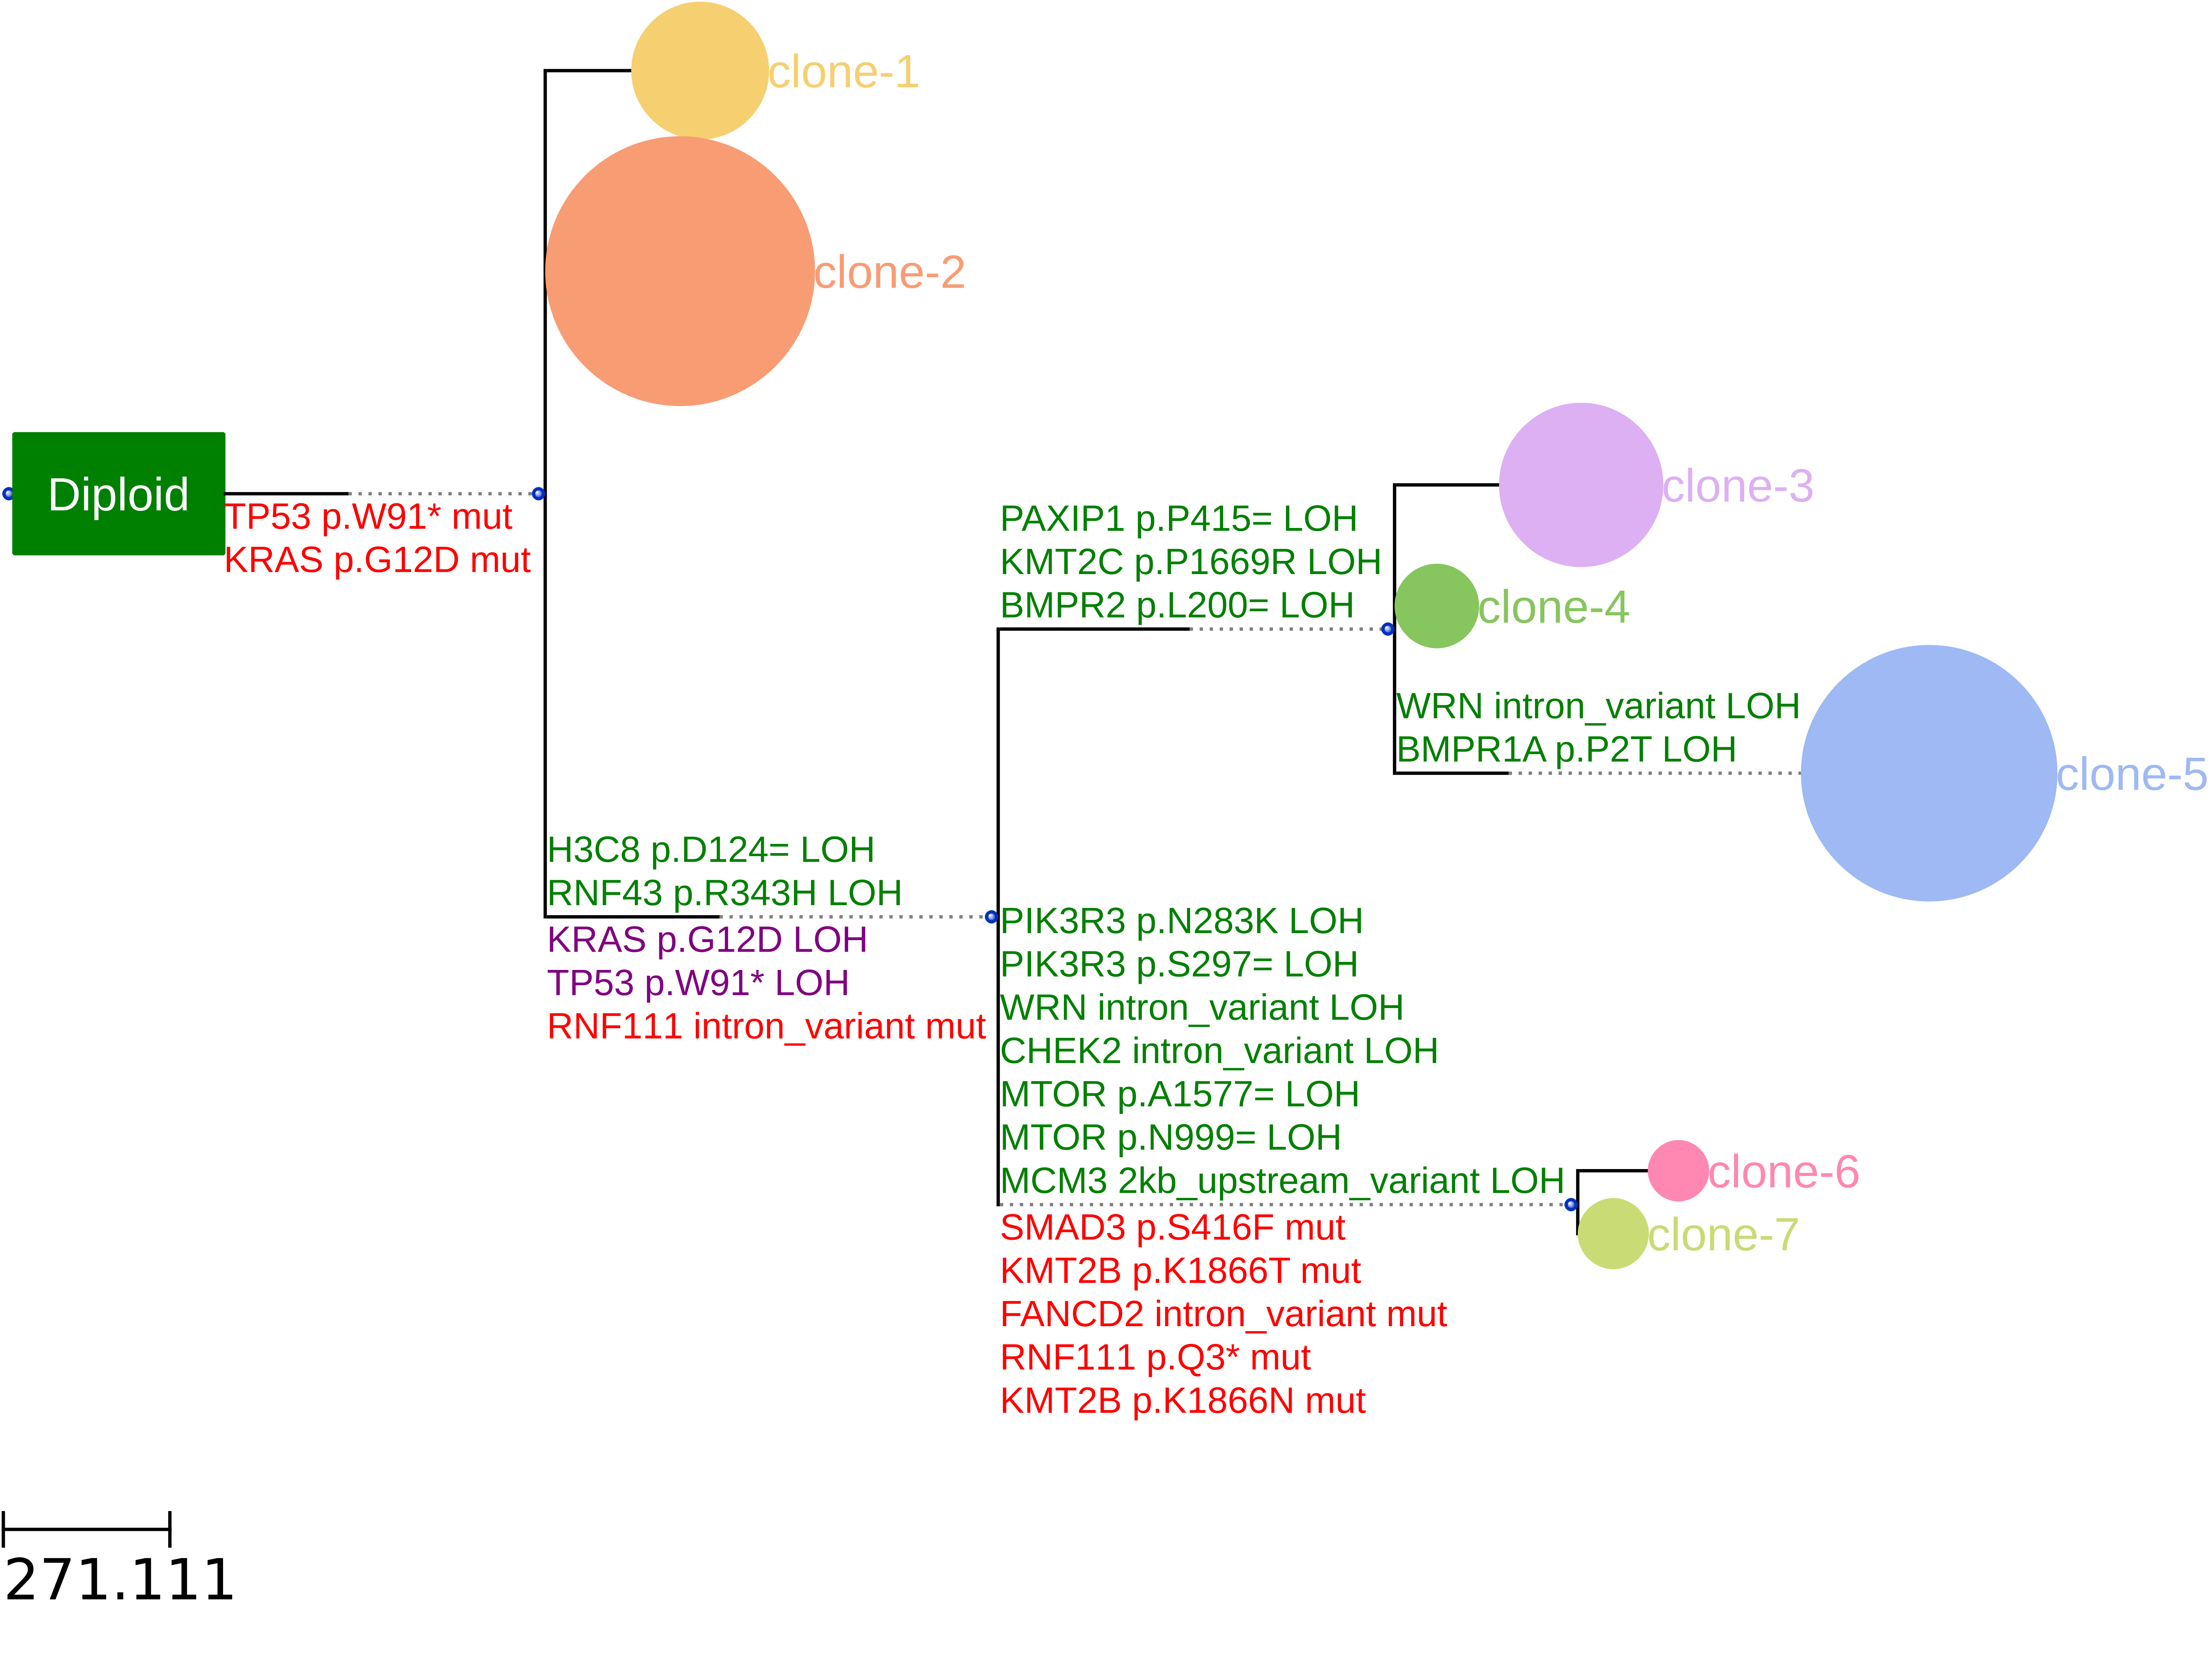 clone-1
clone-2
Diploid
TP53 p.W91* mut
KRAS p.G12D mut
PAXIP1 p.P415= LOH
KMT2C p.P1669R LOH
BMPR2 p.L200= LOH
clone-3
clone-4
WRN intron_variant LOH
BMPR1A p.P2T LOH
clone-5
H3C8 p.D124= LOH
RNF43 p.R343H LOH
KRAS p.G12D LOH
TP53 p.W91* LOH
RNF111 intron_variant mut
PIK3R3 p.N283K LOH
PIK3R3 p.S297= LOH
WRN intron_variant LOH
CHEK2 intron_variant LOH
MTOR p.A1577= LOH
MTOR p.N999= LOH
MCM3 2kb_upstream_variant LOH
clone-6
clone-7
SMAD3 p.S416F mut
KMT2B p.K1866T mut
FANCD2 intron_variant mut
RNF111 p.Q3* mut
KMT2B p.K1866N mut
271.111